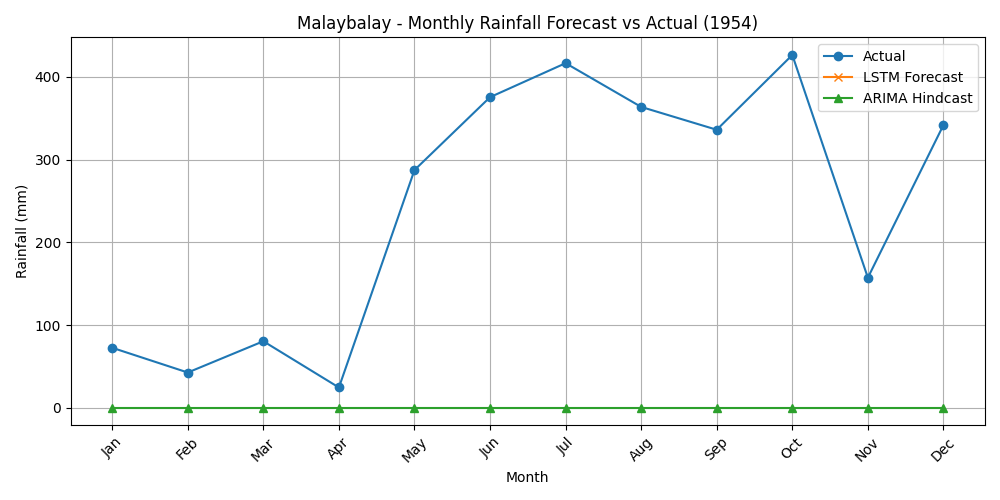 Malaybalay - Monthly Rainfall Forecast vs Actual (1954)
Actual
LSTM Forecast
ARIMA Hindcast
Rainfall (mm)
400
300
200
100
0
Jan
Feb
Mar
Apr
May
Jun
Jul
Aug
Sep
Oct
Nov
Dec
Month